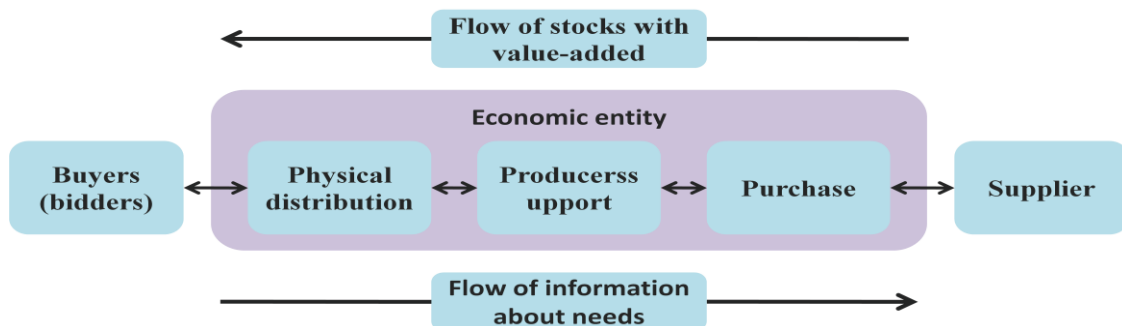 Flow of stocks with
value-added
Economic entity
Buyers
(bidders)
Physical
distribution
Producerss
upport
Purchase
Supplier
Flow of information
about needs